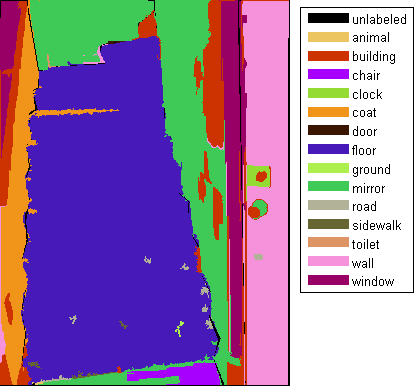 unlabeled
animal
building
chair
clock
coat
door
floor
ground
mirror
road
sidewalk
toilet
wall
window